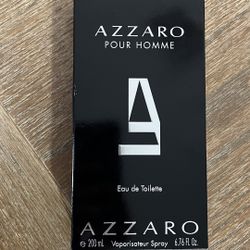 AZZARO
POUR HOMME
Eau de Toilette
AZZARO
℮ 200 mL Vaporisateur Spray 6.76 Fl. Oz.